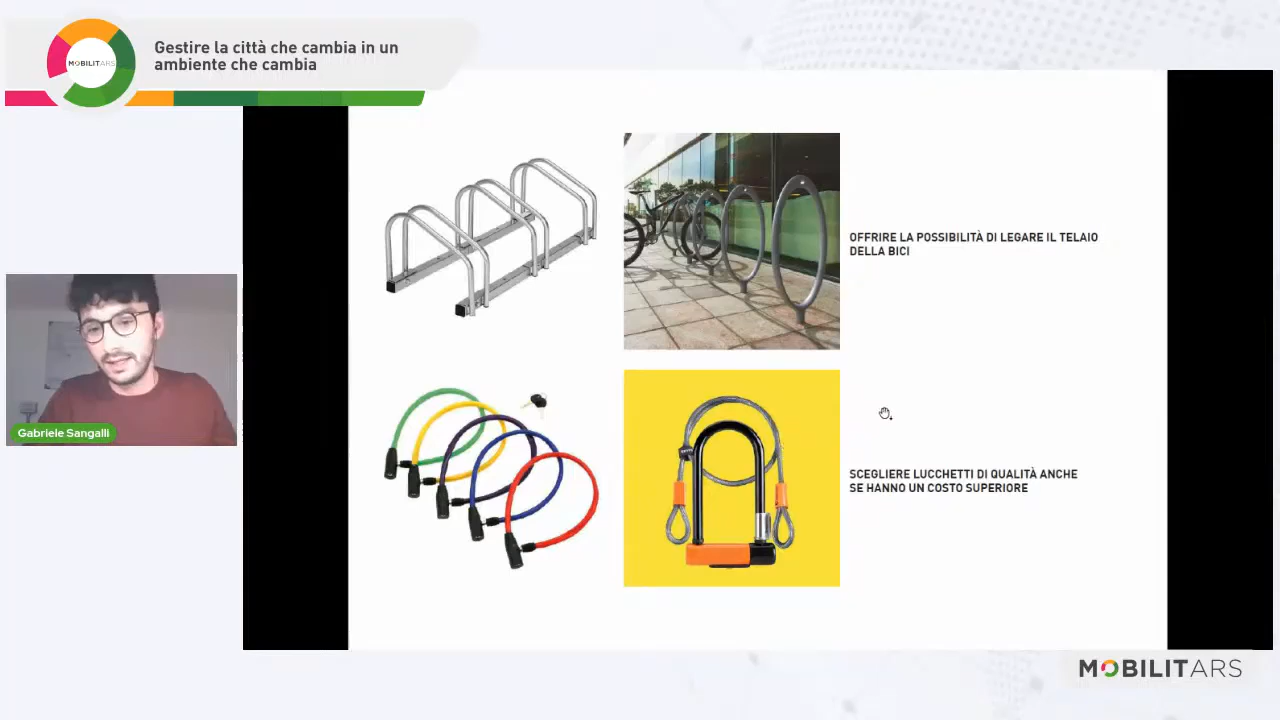 Gestire la città che cambia in un
ambiente che cambia
MOBILITARS
OFFRIRE LA POSSIBILITÀ DI LEGARE IL TELAIO
DELLA BICI
Gabriele Sangalli
SCEGLIERE LUCCHETTI DI QUALITÀ ANCHE
SE HANNO UN COSTO SUPERIORE
MOBILITARS